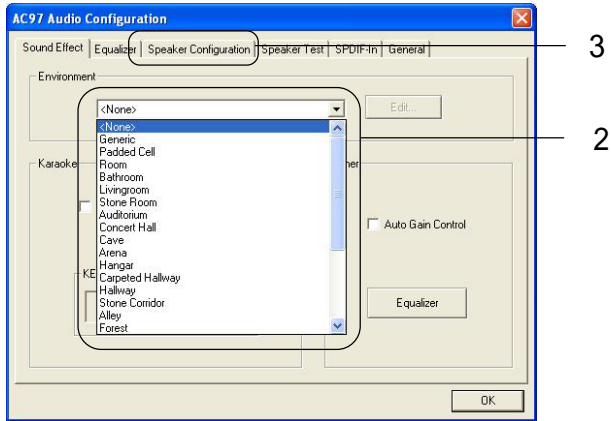 AC97 Audio Configuration
Sound Effect Equalizer Speaker Configuration Speaker Test SPDIF-In General
3
Environment
<None> Edit...
2
<None>
Generic
Padded Cell
Room
Bathroom
Livingroom
Stone Room
Auditorium
Concert Hall
Cave
Arena
Hangar
Carpeted Hallway
Hallway
Stone Corridor
Alley
Forest
Karaoke
KE
Auto Gain Control
Equalizer
OK